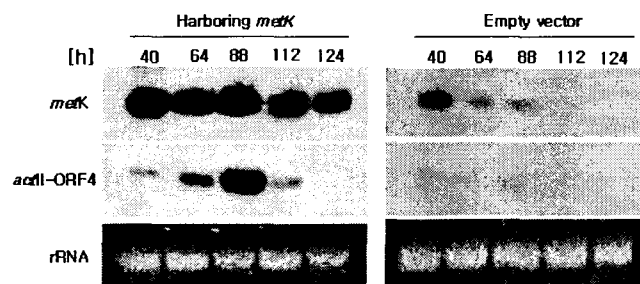 Harboring metK Empty vector
[h] 40 64 88 112 124 40 64 88 112 124
metK
actII-ORF4
rRNA